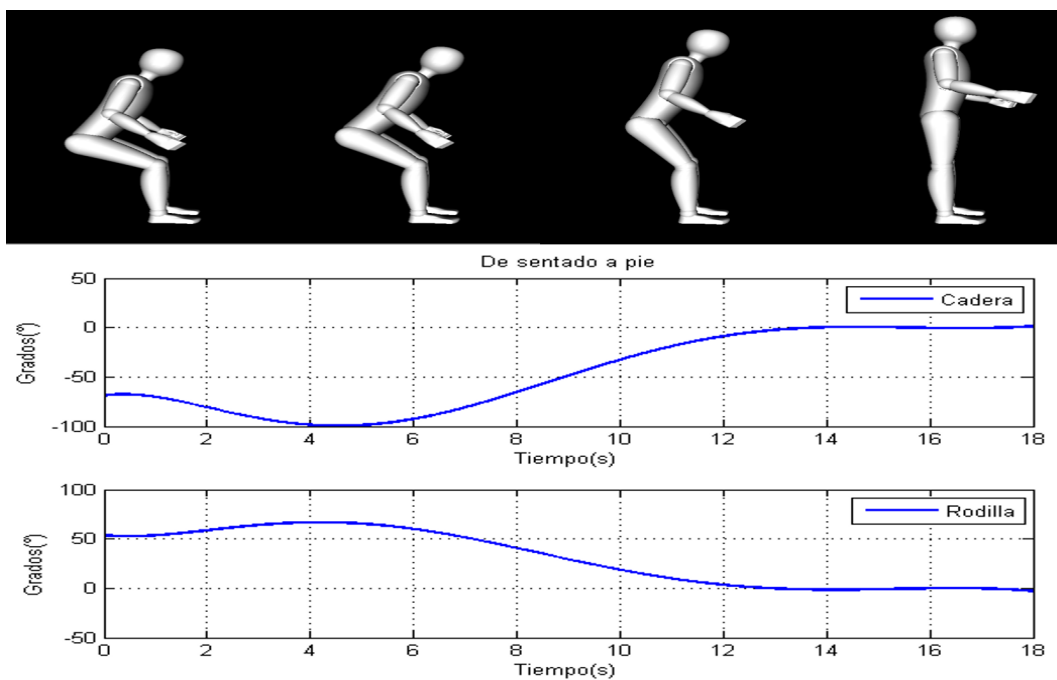 De sentado a pie
50
0
-50
-100
Grados(º)
Cadera
0 2 4 6 8 10 12 14 16 18
Tiempo(s)
100
50
0
-50
Grados(º)
Rodilla
0 2 4 6 8 10 12 14 16 18
Tiempo(s)